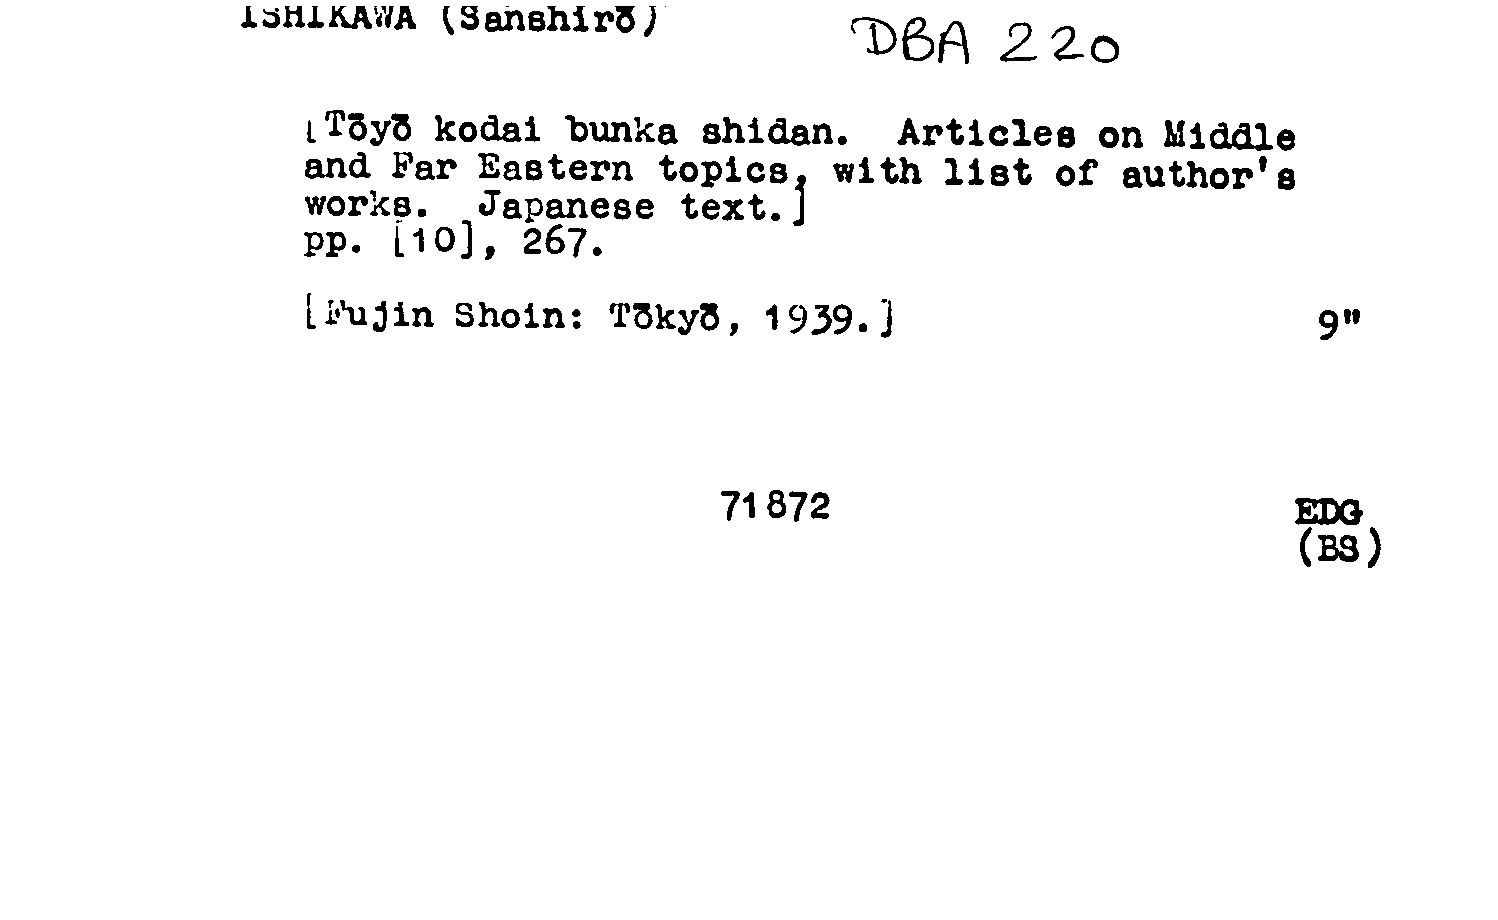 ISHIKAWA (Sanshirō)
DBA 220
[Tōyō kodai bunka shidan. Articles on Middle
and Far Eastern topics, with list of author's
works. Japanese text.]
pp. [10], 267.
[Fujin Shoin: Tōkyō, 1939.]
9"
71872
EDG
(BS)